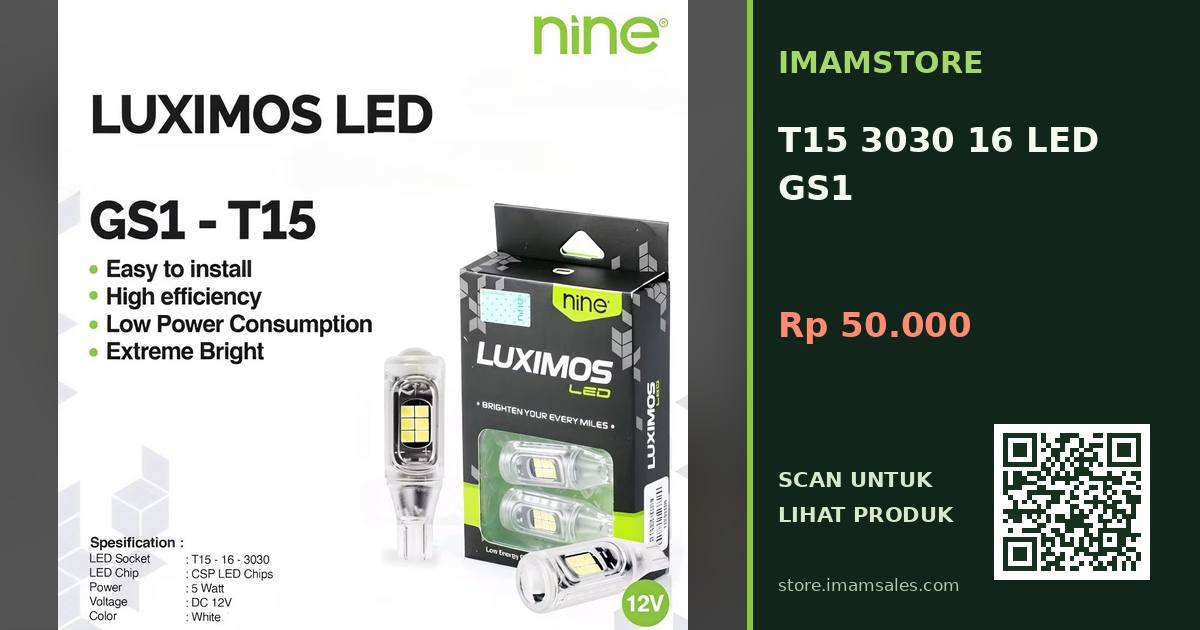 nine®
LUXIMOS LED
GS1 - T15
• Easy to install
• High efficiency
• Low Power Consumption
• Extreme Bright
nine
LUXIMOS
LED
• BRIGHTEN YOUR EVERY MILES •
LUXIMOS
LED
Low Energy
Spesification :
LED Socket : T15 - 16 - 3030
LED Chip : CSP LED Chips
Power : 5 Watt
Voltage : DC 12V
Color : White
12V
IMAMSTORE
T15 3030 16 LED
GS1
Rp 50.000
SCAN UNTUK
LIHAT PRODUK
store.imamsales.com